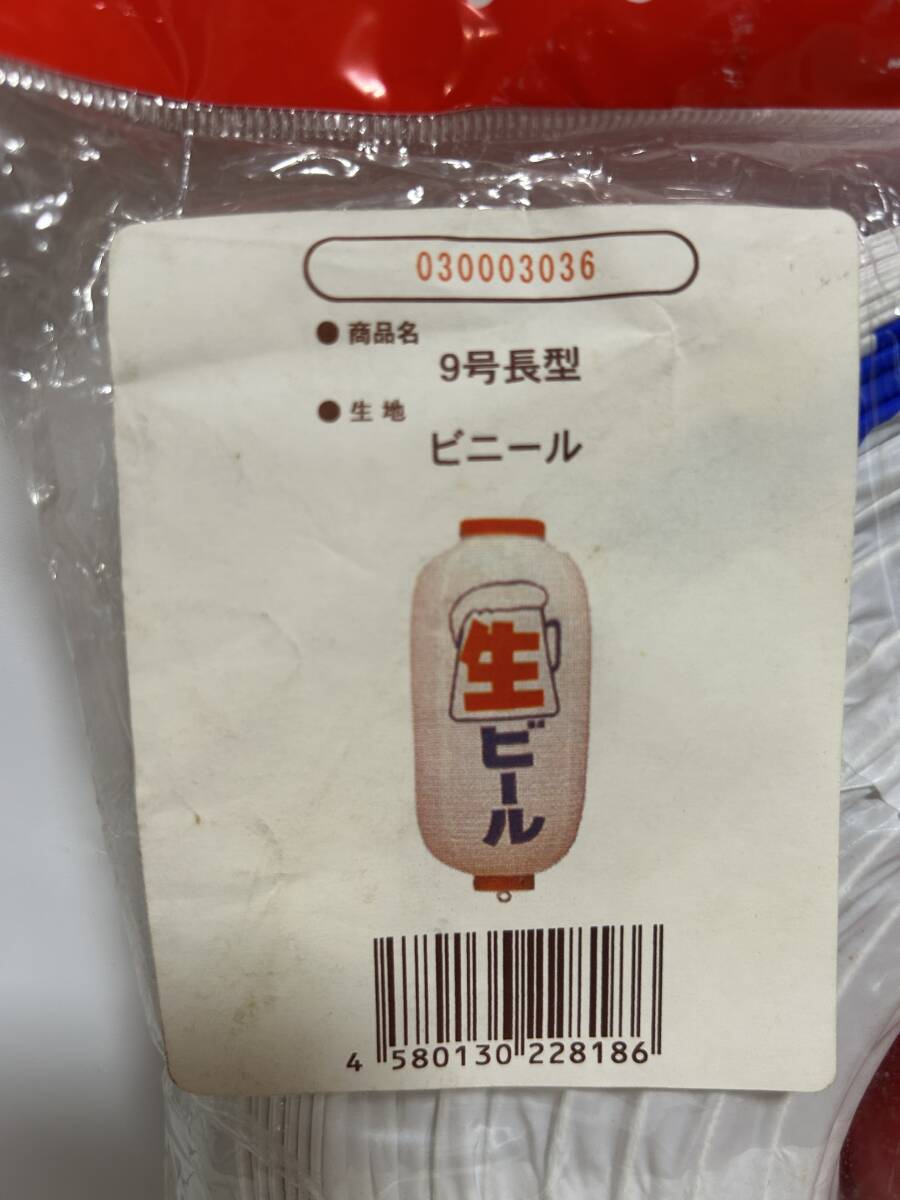 030003036
● 商品名
9号長型
● 生地
ビニール
生
ビール
4 580130 228186